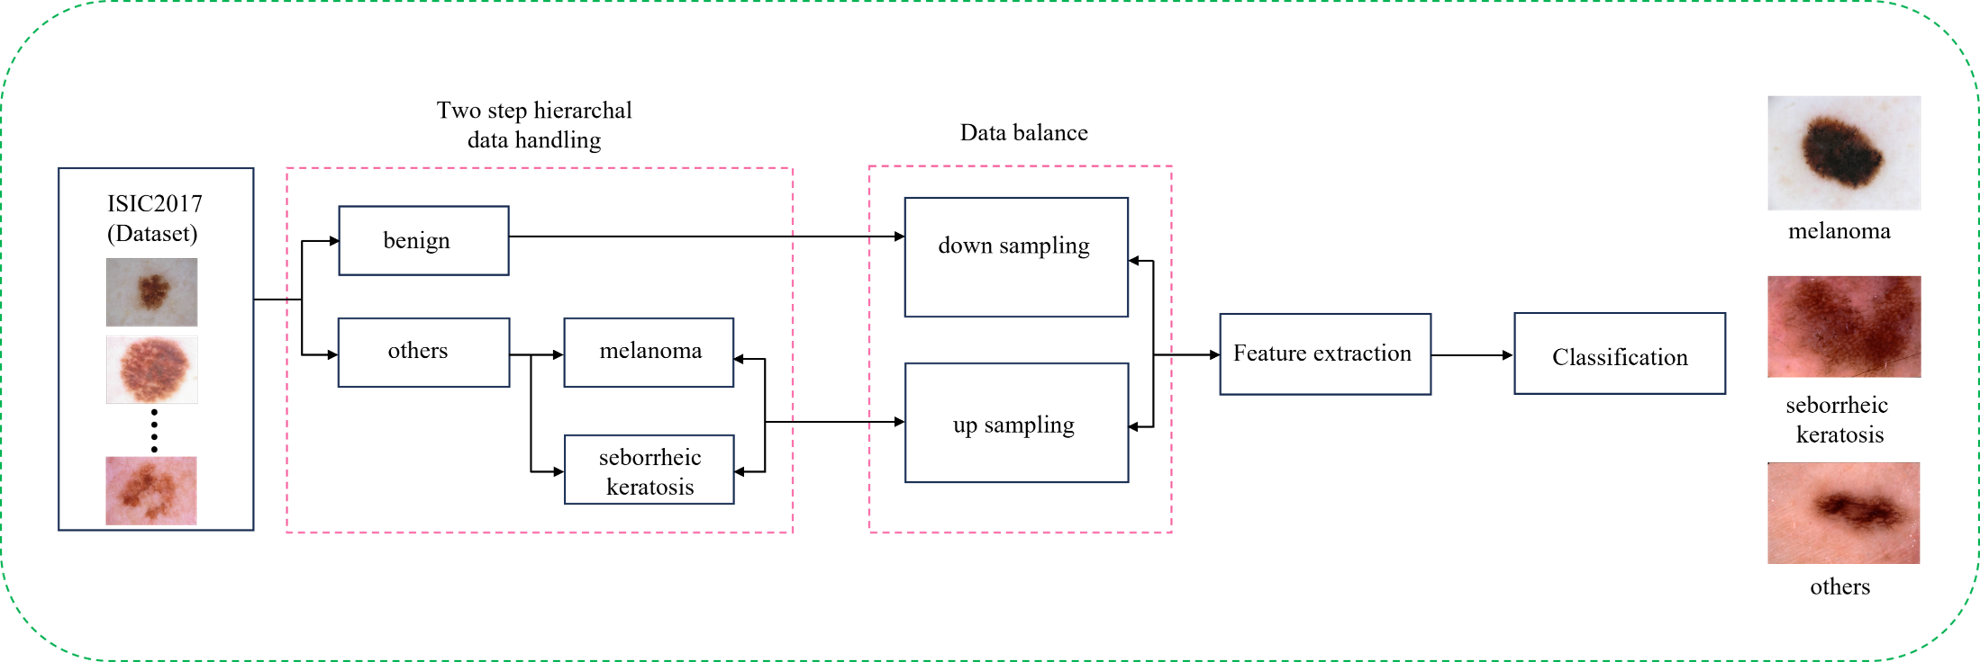 Two step hierarchal
data handling
Data balance
ISIC2017
(Dataset)
benign
others
melanoma
seborrheic
keratosis
down sampling
up sampling
Feature extraction
Classification
melanoma
seborrheic
keratosis
others